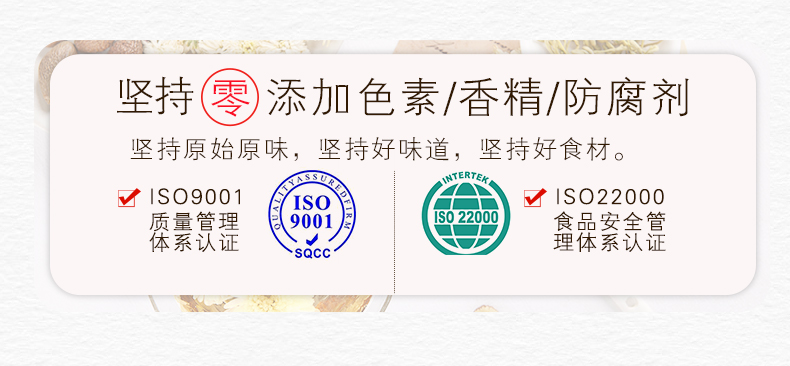 坚持零添加色素/香精/防腐剂
坚持原始原味，坚持好味道，坚持好食材。
ISO9001
质量管理
体系认证
QUALITY ASSURED FIRM
ISO
9001
SQCC
INTERTEK
ISO 22000
ISO22000
食品安全管
理体系认证